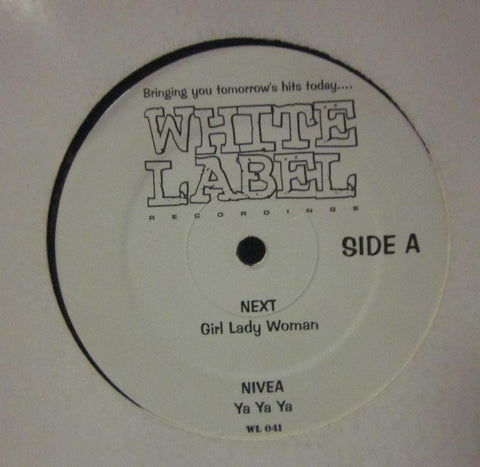 Bringing you tomorrow's hits today....
WHITE
LABEL
RECORDINGS
SIDE A
NEXT
Girl Lady Woman
NIVEA
Ya Ya Ya
WL 041